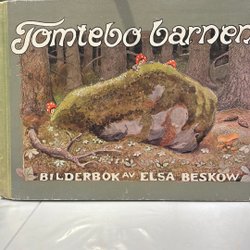 Tomtebo barnen
BILDERBOK AV ELSA BESKOW